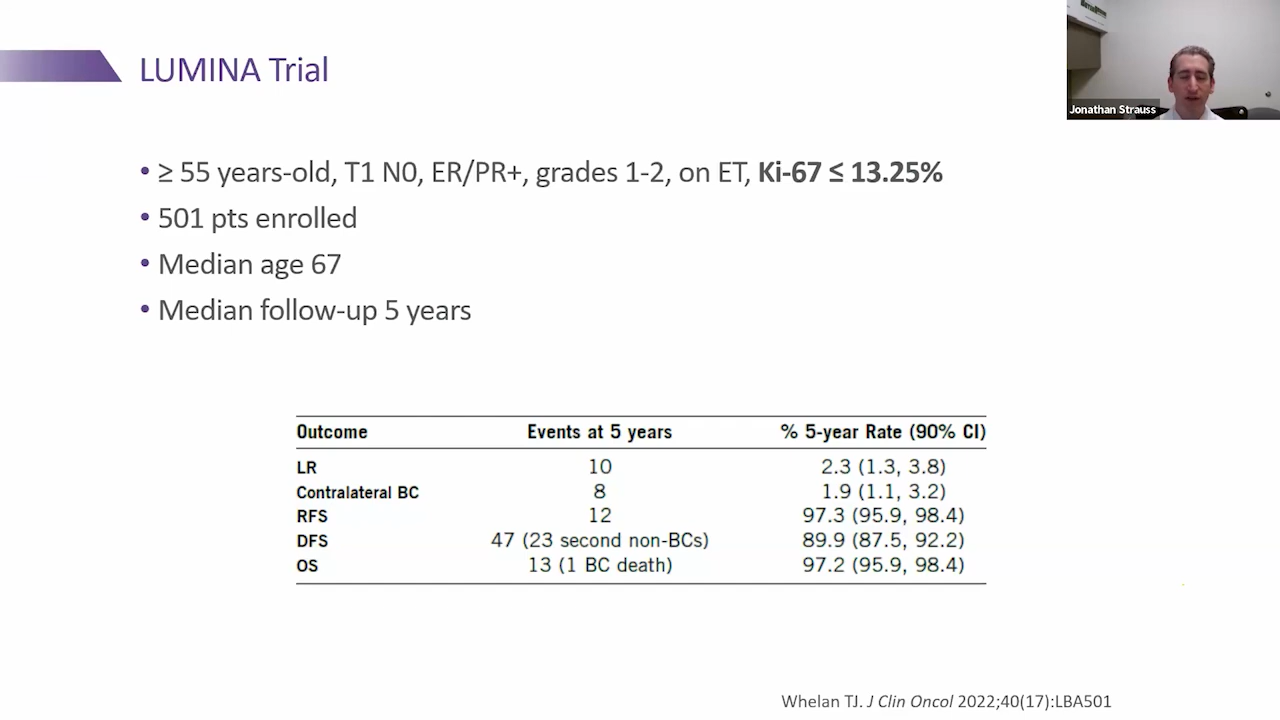 LUMINA Trial
Jonathan Strauss
• ≥ 55 years-old, T1 N0, ER/PR+, grades 1-2, on ET, Ki-67 ≤ 13.25%
• 501 pts enrolled
• Median age 67
• Median follow-up 5 years
Outcome Events at 5 years % 5-year Rate (90% CI)
LR 10 2.3 (1.3, 3.8)
Contralateral BC 8 1.9 (1.1, 3.2)
RFS 12 97.3 (95.9, 98.4)
DFS 47 (23 second non-BCs) 89.9 (87.5, 92.2)
OS 13 (1 BC death) 97.2 (95.9, 98.4)
Whelan TJ. J Clin Oncol 2022;40(17):LBA501